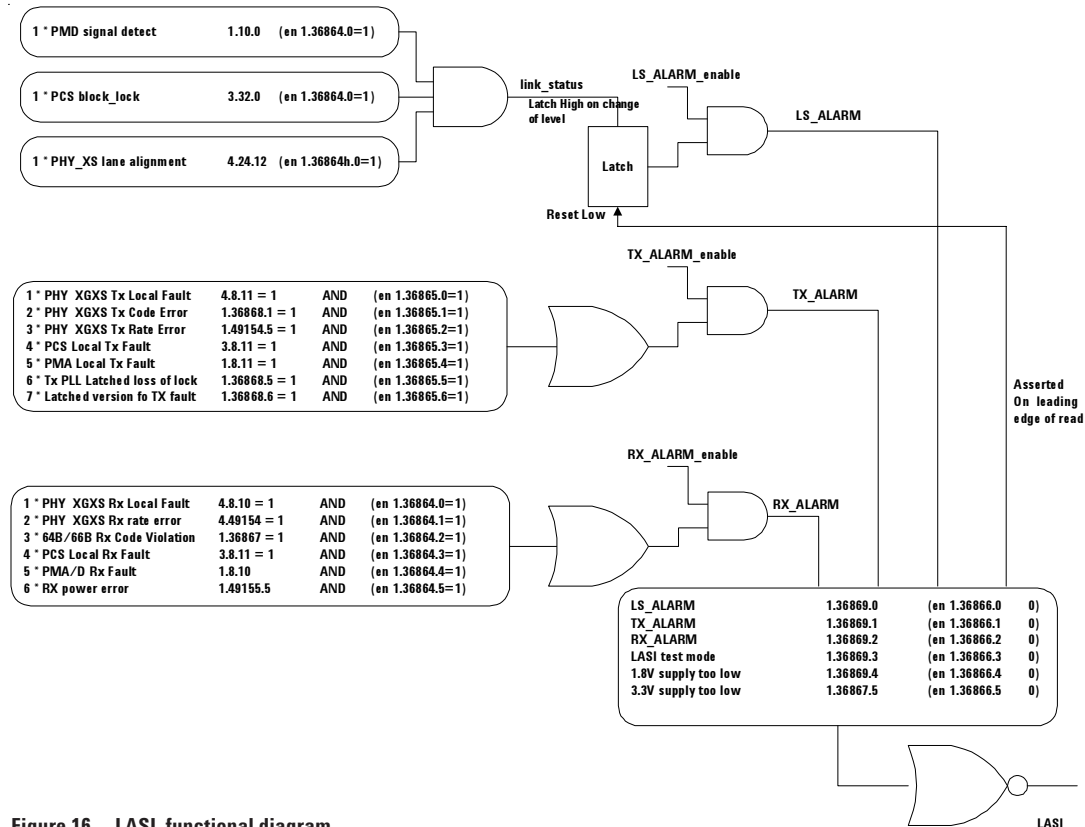 1 * PMD signal detect 1.10.0 (en 1.36864.0=1)
1 * PCS block_lock 3.32.0 (en 1.36864.0=1)
1 * PHY_XS lane alignment 4.24.12 (en 1.36864h.0=1)
link_status
Latch High on change
of level
LS_ALARM_enable
LS_ALARM
Latch
Reset Low
TX_ALARM_enable
TX_ALARM
1 * PHY XGXS Tx Local Fault 4.8.11 = 1 AND (en 1.36865.0=1)
2 * PHY XGXS Tx Code Error 1.36868.1 = 1 AND (en 1.36865.1=1)
3 * PHY XGXS Tx Rate Error 1.49154.5 = 1 AND (en 1.36865.2=1)
4 * PCS Local Tx Fault 3.8.11 = 1 AND (en 1.36865.3=1)
5 * PMA Local Tx Fault 1.8.11 = 1 AND (en 1.36865.4=1)
6 * Tx PLL Latched loss of lock 1.36868.5 = 1 AND (en 1.36865.5=1)
7 * Latched version fo TX fault 1.36868.6 = 1 AND (en 1.36865.6=1)
Asserted
On leading
edge of read
RX_ALARM_enable
RX_ALARM
1 * PHY XGXS Rx Local Fault 4.8.10 = 1 AND (en 1.36864.0=1)
2 * PHY XGXS Rx rate error 4.49154 = 1 AND (en 1.36864.1=1)
3 * 64B/66B Rx Code Violation 1.36867 = 1 AND (en 1.36864.2=1)
4 * PCS Local Rx Fault 3.8.11 = 1 AND (en 1.36864.3=1)
5 * PMA/D Rx Fault 1.8.10 AND (en 1.36864.4=1)
6 * RX power error 1.49155.5 AND (en 1.36864.5=1)
LS_ALARM 1.36869.0 (en 1.36866.0 0)
TX_ALARM 1.36869.1 (en 1.36866.1 0)
RX_ALARM 1.36869.2 (en 1.36866.2 0)
LASI test mode 1.36869.3 (en 1.36866.3 0)
1.8V supply too low 1.36869.4 (en 1.36866.4 0)
3.3V supply too low 1.36867.5 (en 1.36866.5 0)
LASI
Figure 16. LASI functional diagram